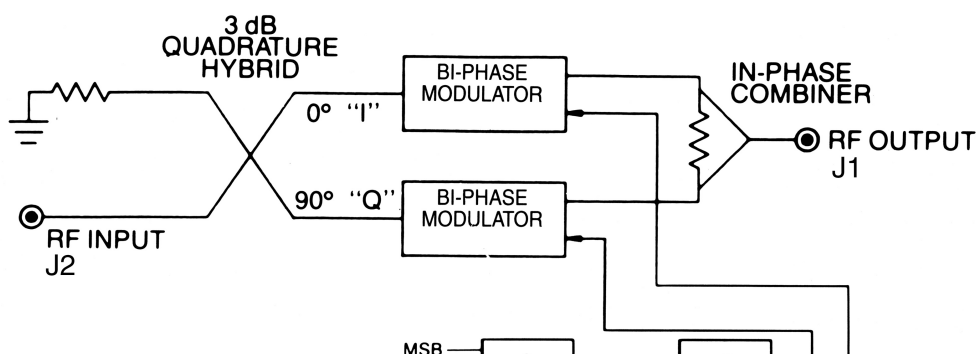 3 dB
QUADRATURE
HYBRID
0° "I"
90° "Q"
RF INPUT
J2
BI-PHASE
MODULATOR
BI-PHASE
MODULATOR
IN-PHASE
COMBINER
RF OUTPUT
J1
MSB